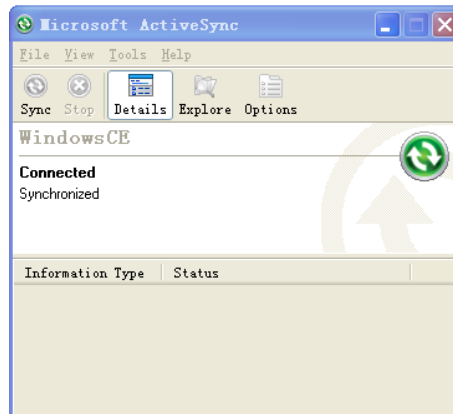 Microsoft ActiveSync
File View Tools Help
Sync Stop Details Explore Options
WindowsCE
Connected
Synchronized
Information Type Status